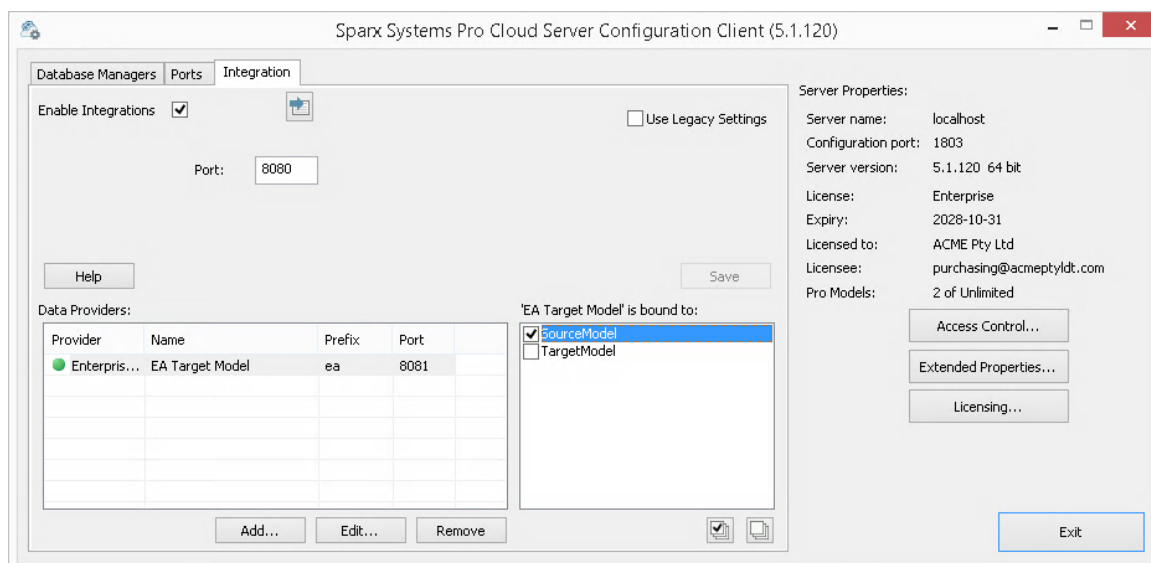 Sparx Systems Pro Cloud Server Configuration Client (5.1.120)
Database Managers Ports Integration
Enable Integrations
Use Legacy Settings
Port: 8080
Help
Save
Data Providers:
Provider Name Prefix Port
Enterpris... EA Target Model ea 8081
Add... Edit... Remove
'EA Target Model' is bound to:
SourceModel
TargetModel
Server Properties:
Server name: localhost
Configuration port: 1803
Server version: 5.1.120 64 bit
License: Enterprise
Expiry: 2028-10-31
Licensed to: ACME Pty Ltd
Licensee: purchasing@acmeptyldt.com
Pro Models: 2 of Unlimited
Access Control...
Extended Properties...
Licensing...
Exit